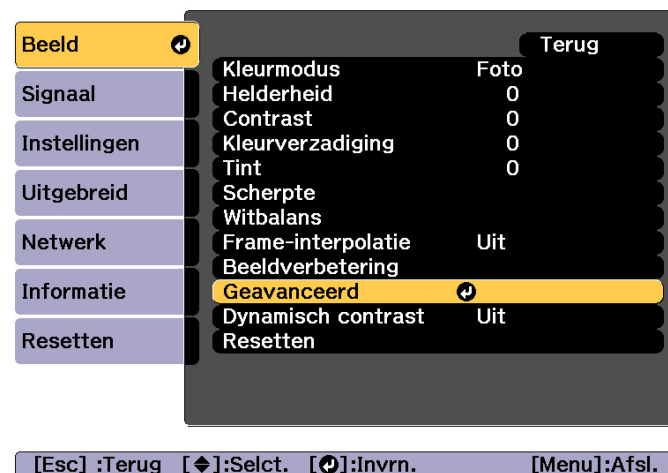 Beeld
Signaal
Instellingen
Uitgebreid
Netwerk
Informatie
Resetten
Terug
Kleurmodus Foto
Helderheid 0
Contrast 0
Kleurverzadiging 0
Tint 0
Scherpte
Witbalans
Frame-interpolatie Uit
Beeldverbetering
Geavanceerd
Dynamisch contrast Uit
Resetten
[Esc] :Terug [◆]:Selct. [↵]:Invrn. [Menu]:Afsl.